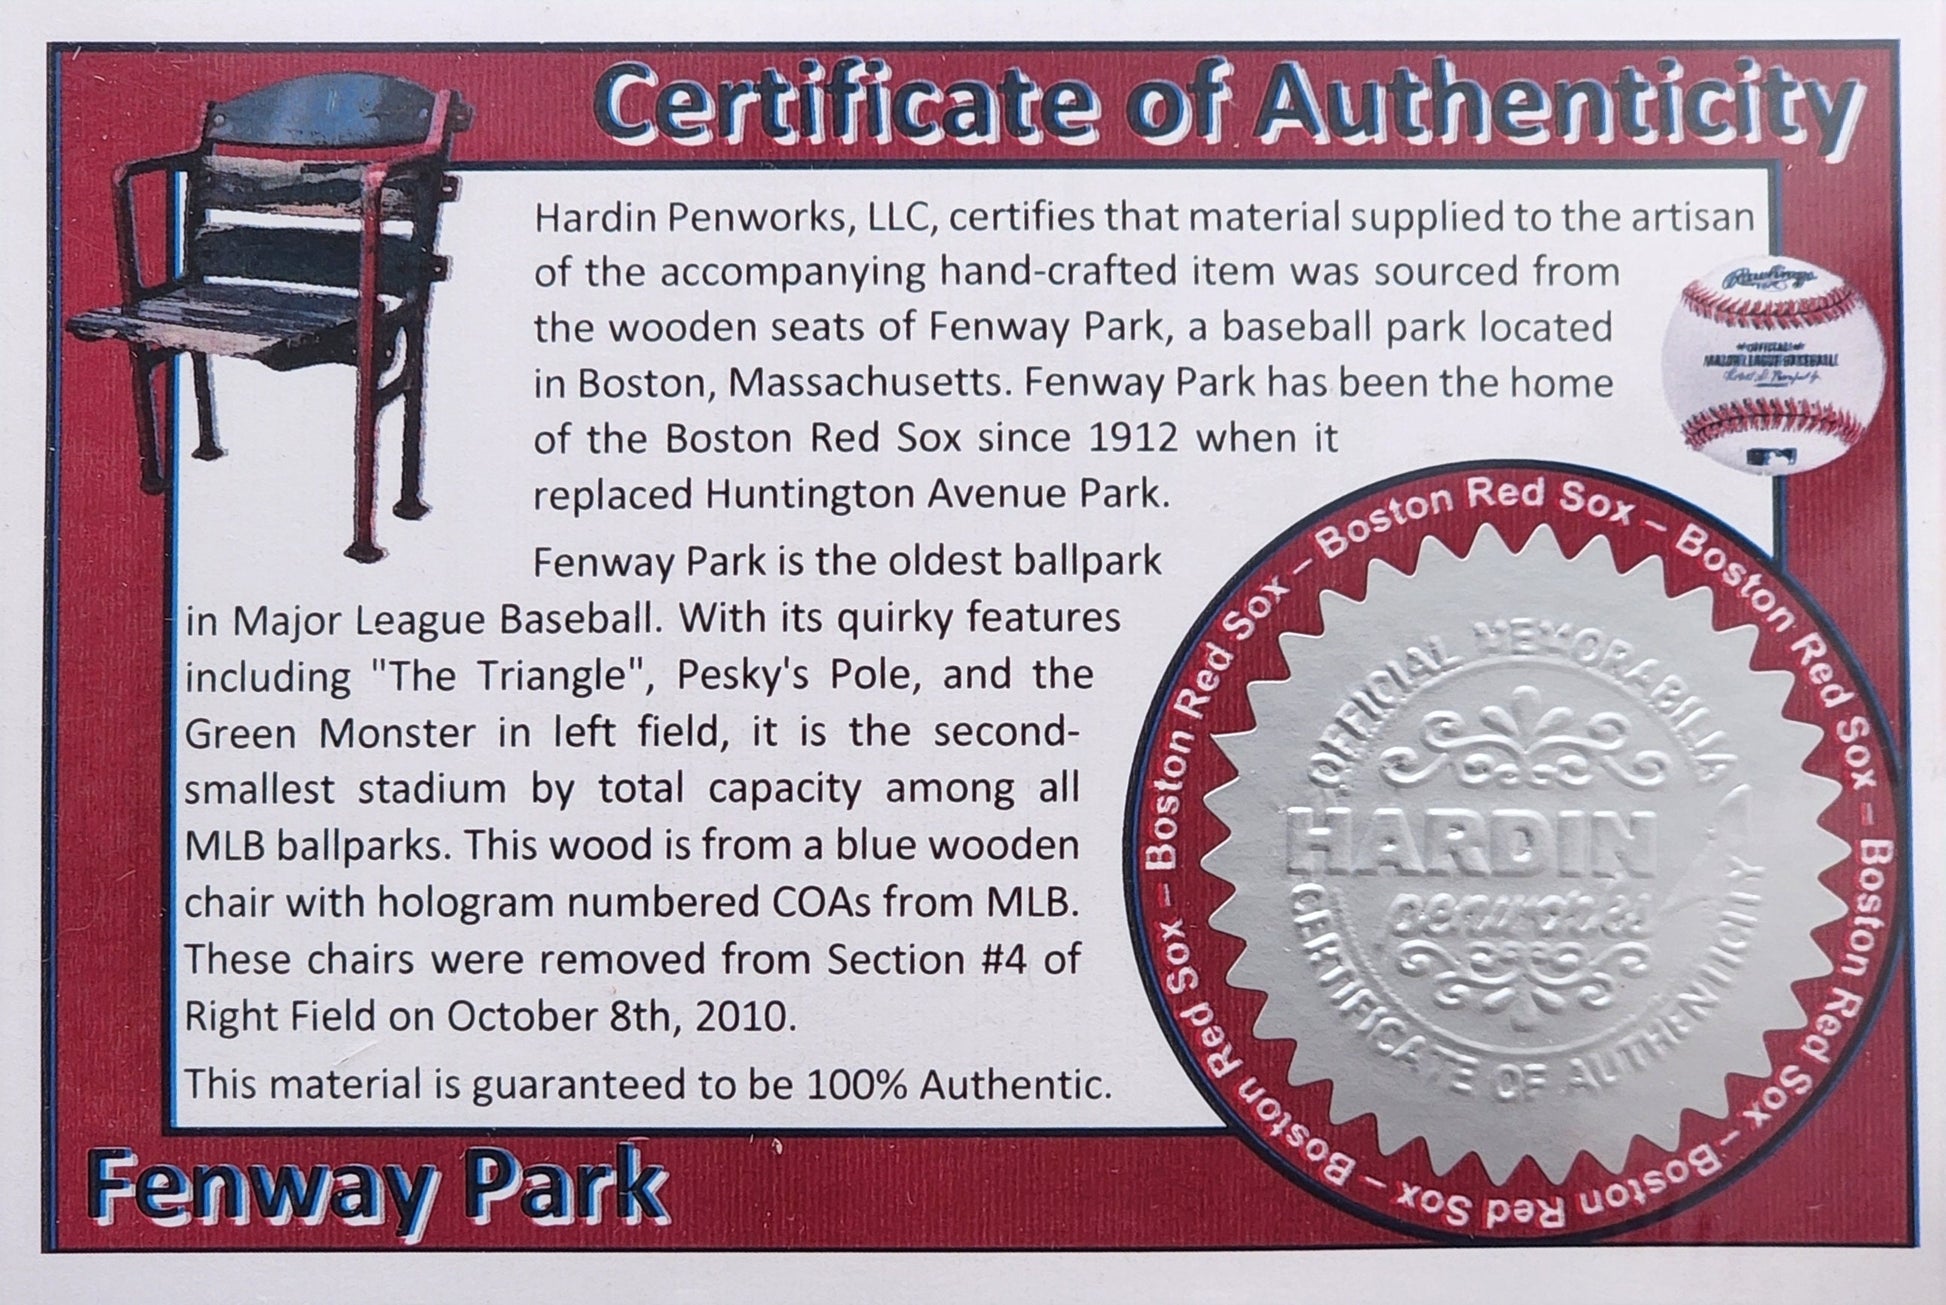 Certificate of Authenticity
Hardin Penworks, LLC, certifies that material supplied to the artisan
of the accompanying hand-crafted item was sourced from
the wooden seats of Fenway Park, a baseball park located
in Boston, Massachusetts. Fenway Park has been the home
of the Boston Red Sox since 1912 when it
replaced Huntington Avenue Park.
Fenway Park is the oldest ballpark
in Major League Baseball. With its quirky features
including "The Triangle", Pesky's Pole, and the
Green Monster in left field, it is the second-
smallest stadium by total capacity among all
MLB ballparks. This wood is from a blue wooden
chair with hologram numbered COAs from MLB.
These chairs were removed from Section #4 of
Right Field on October 8th, 2010.
This material is guaranteed to be 100% Authentic.
Fenway Park
Rawlings
OFFICIAL
MAJOR LEAGUE BASEBALL
Boston Red Sox – Boston Red Sox – Boston Red Sox – Boston Red Sox – Boston Red Sox – Boston Red Sox –
OFFICIAL MEMORABILIA
HARDIN
penworks
CERTIFICATE OF AUTHENTICITY